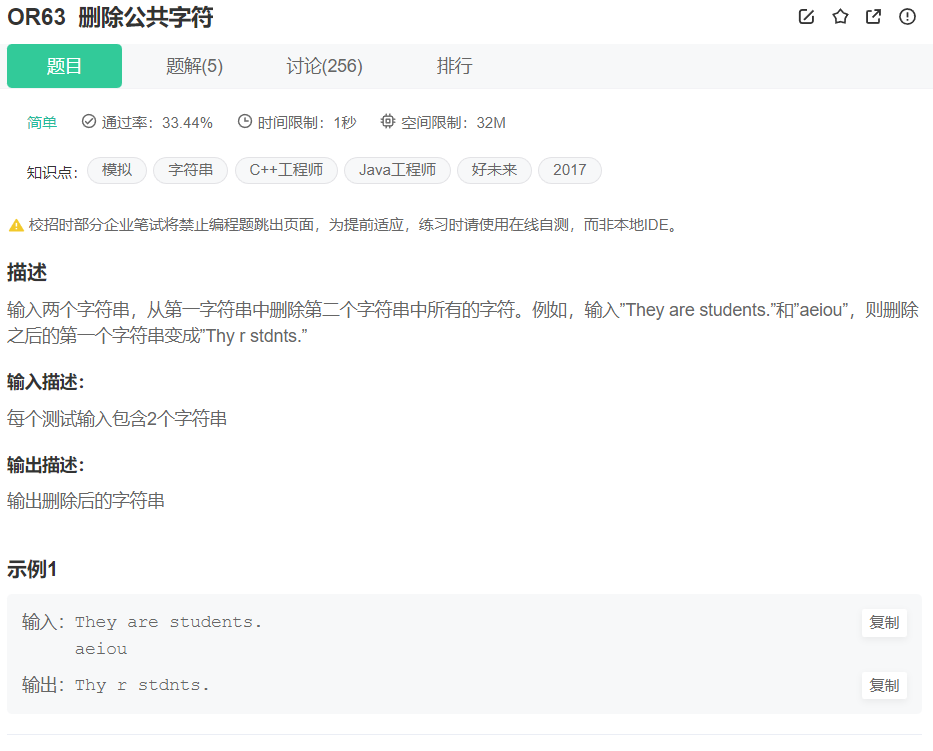 OR63 删除公共字符
题目 题解(5) 讨论(256) 排行
简单 通过率：33.44% 时间限制：1秒 空间限制：32M
知识点： 模拟 字符串 C++工程师 Java工程师 好未来 2017
校招时部分企业笔试将禁止编程题跳出页面，为提前适应，练习时请使用在线自测，而非本地IDE。
描述
输入两个字符串，从第一字符串中删除第二个字符串中所有的字符。例如，输入”They are students.”和”aeiou”，则删除
之后的第一个字符串变成”Thy r stdnts.”
输入描述：
每个测试输入包含2个字符串
输出描述：
输出删除后的字符串
示例1
输入：They are students. 复制
aeiou
输出：Thy r stdnts. 复制